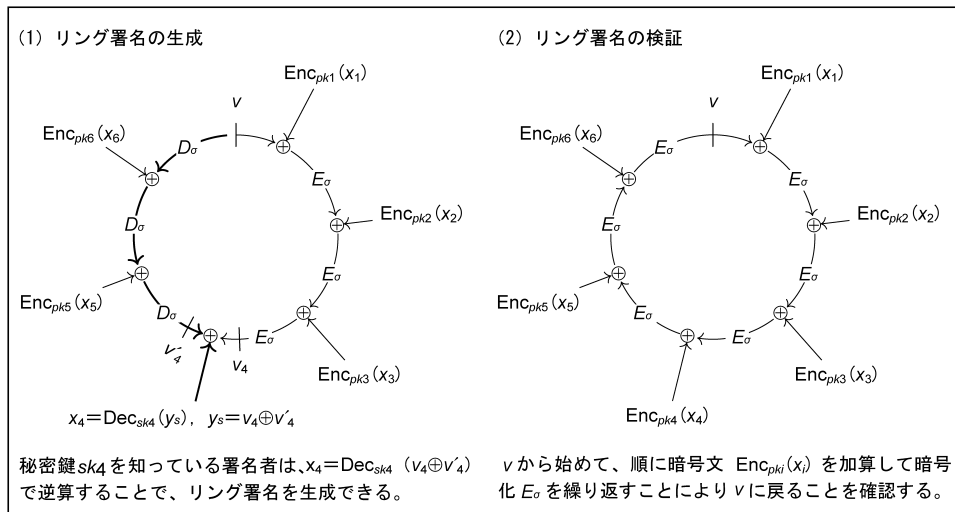 (1) リング署名の生成
Enc_pk1(x_1)
v
Enc_pk6(x_6)
D_σ
E_σ
Enc_pk2(x_2)
D_σ
E_σ
Enc_pk5(x_5)
D_σ
E_σ
v´_4
v_4
Enc_pk3(x_3)
x_4=Dec_sk4(y_s), y_s=v_4⊕v´_4
秘密鍵sk4を知っている署名者は、x_4=Dec_sk4 (v_4⊕v´_4)
で逆算することで、リング署名を生成できる。
(2) リング署名の検証
Enc_pk1(x_1)
v
Enc_pk6(x_6)
E_σ
E_σ
Enc_pk2(x_2)
E_σ
E_σ
Enc_pk5(x_5)
E_σ
E_σ
Enc_pk3(x_3)
Enc_pk4(x_4)
vから始めて、順に暗号文 Enc_pki(x_i) を加算して暗号
化 E_σ を繰り返すことにより v に戻ることを確認する。